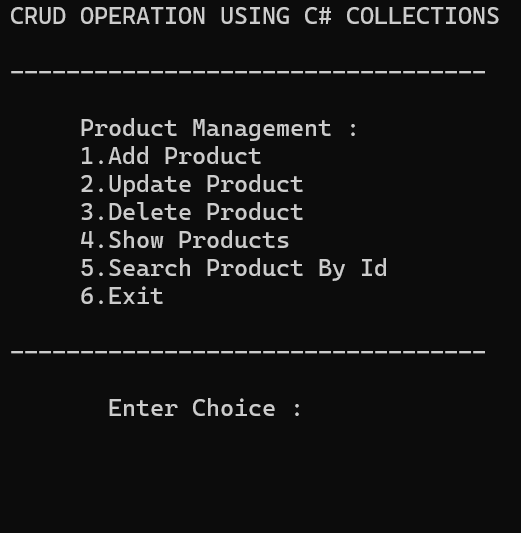 CRUD OPERATION USING C# COLLECTIONS
----------------------------------
Product Management :
1.Add Product
2.Update Product
3.Delete Product
4.Show Products
5.Search Product By Id
6.Exit
----------------------------------
Enter Choice :